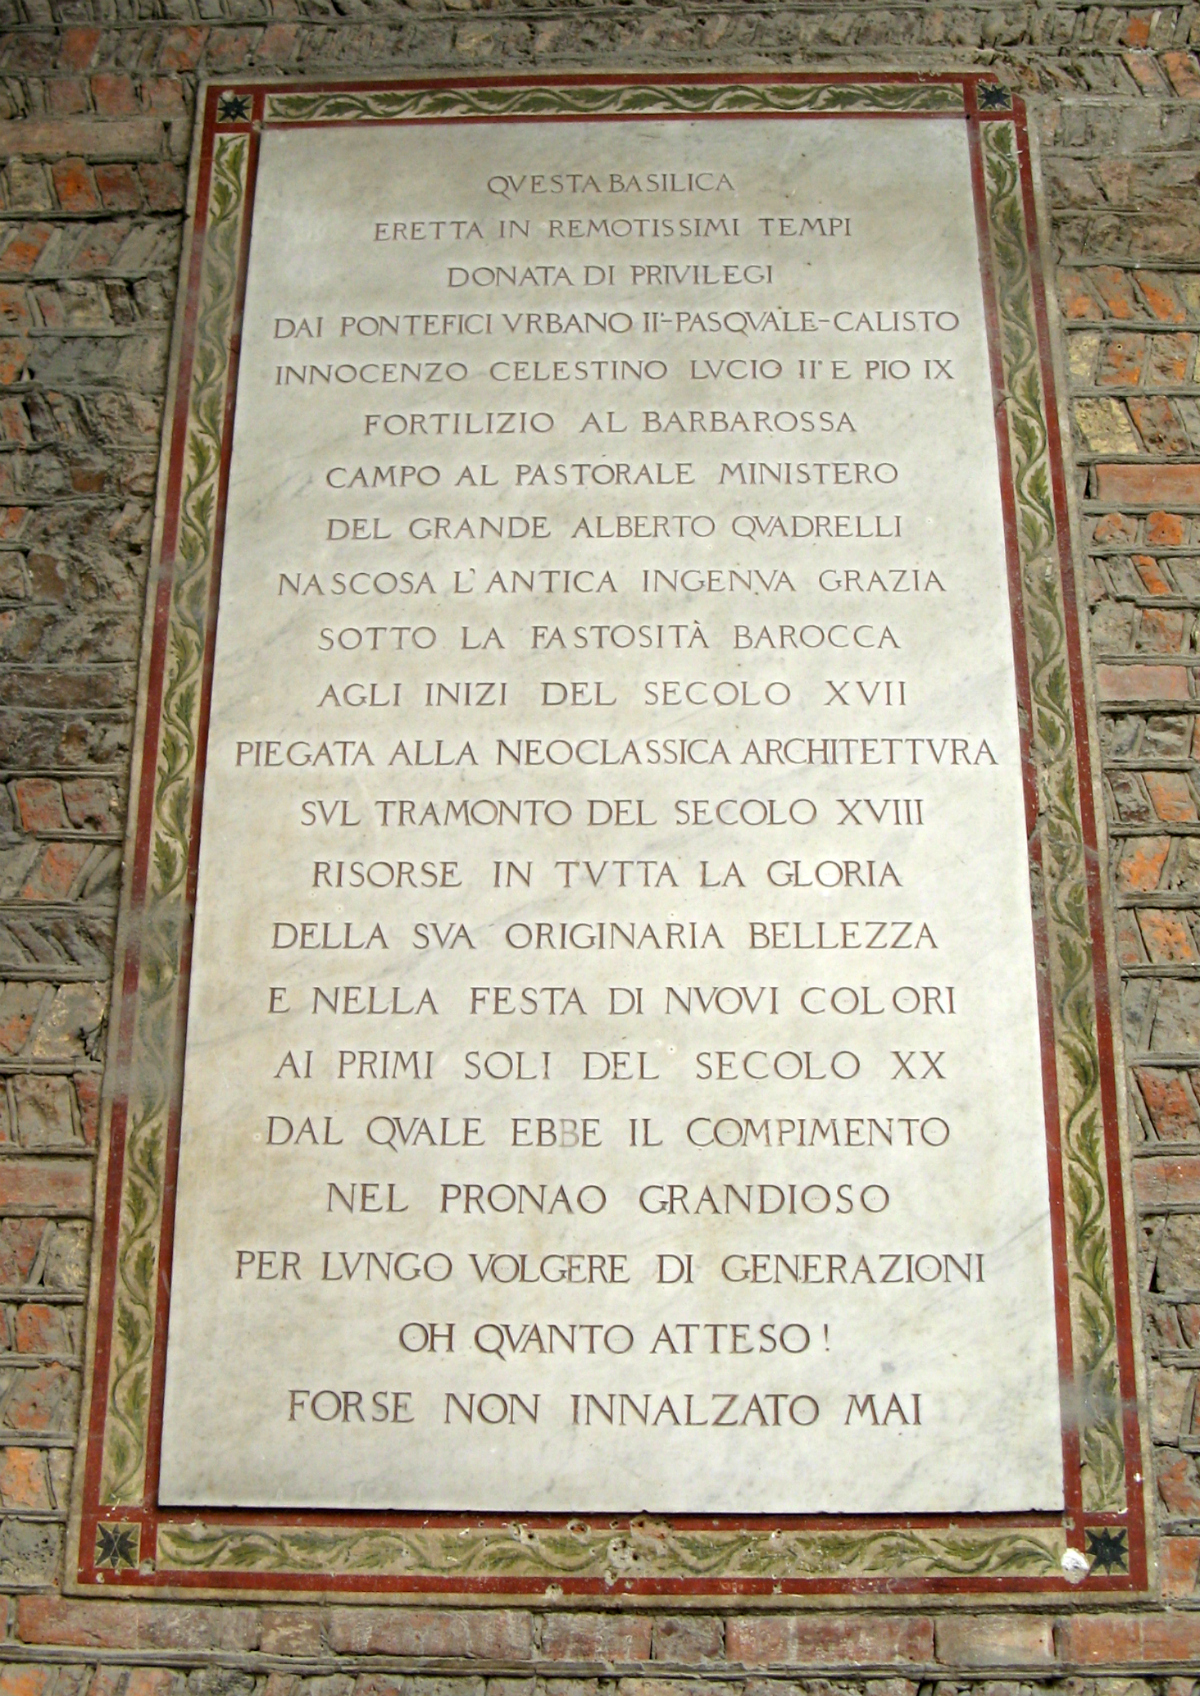 QVESTA BASILICA
ERETTA IN REMOTISSIMI TEMPI
DONATA DI PRIVILEGI
DAI PONTEFICI VRBANO II°-PASQVALE-CALISTO
INNOCENZO CELESTINO LVCIO II° E PIO IX
FORTILIZIO AL BARBAROSSA
CAMPO AL PASTORALE MINISTERO
DEL GRANDE ALBERTO QVADRELLI
NASCOSA L'ANTICA INGENVA GRAZIA
SOTTO LA FASTOSITÀ BAROCCA
AGLI INIZI DEL SECOLO XVII
PIEGATA ALLA NEOCLASSICA ARCHITETTVRA
SVL TRAMONTO DEL SECOLO XVIII
RISORSE IN TVTTA LA GLORIA
DELLA SVA ORIGINARIA BELLEZZA
E NELLA FESTA DI NVOVI COLORI
AI PRIMI SOLI DEL SECOLO XX
DAL QVALE EBBE IL COMPIMENTO
NEL PRONAO GRANDIOSO
PER LVNGO VOLGERE DI GENERAZIONI
OH QVANTO ATTESO!
FORSE NON INNALZATO MAI